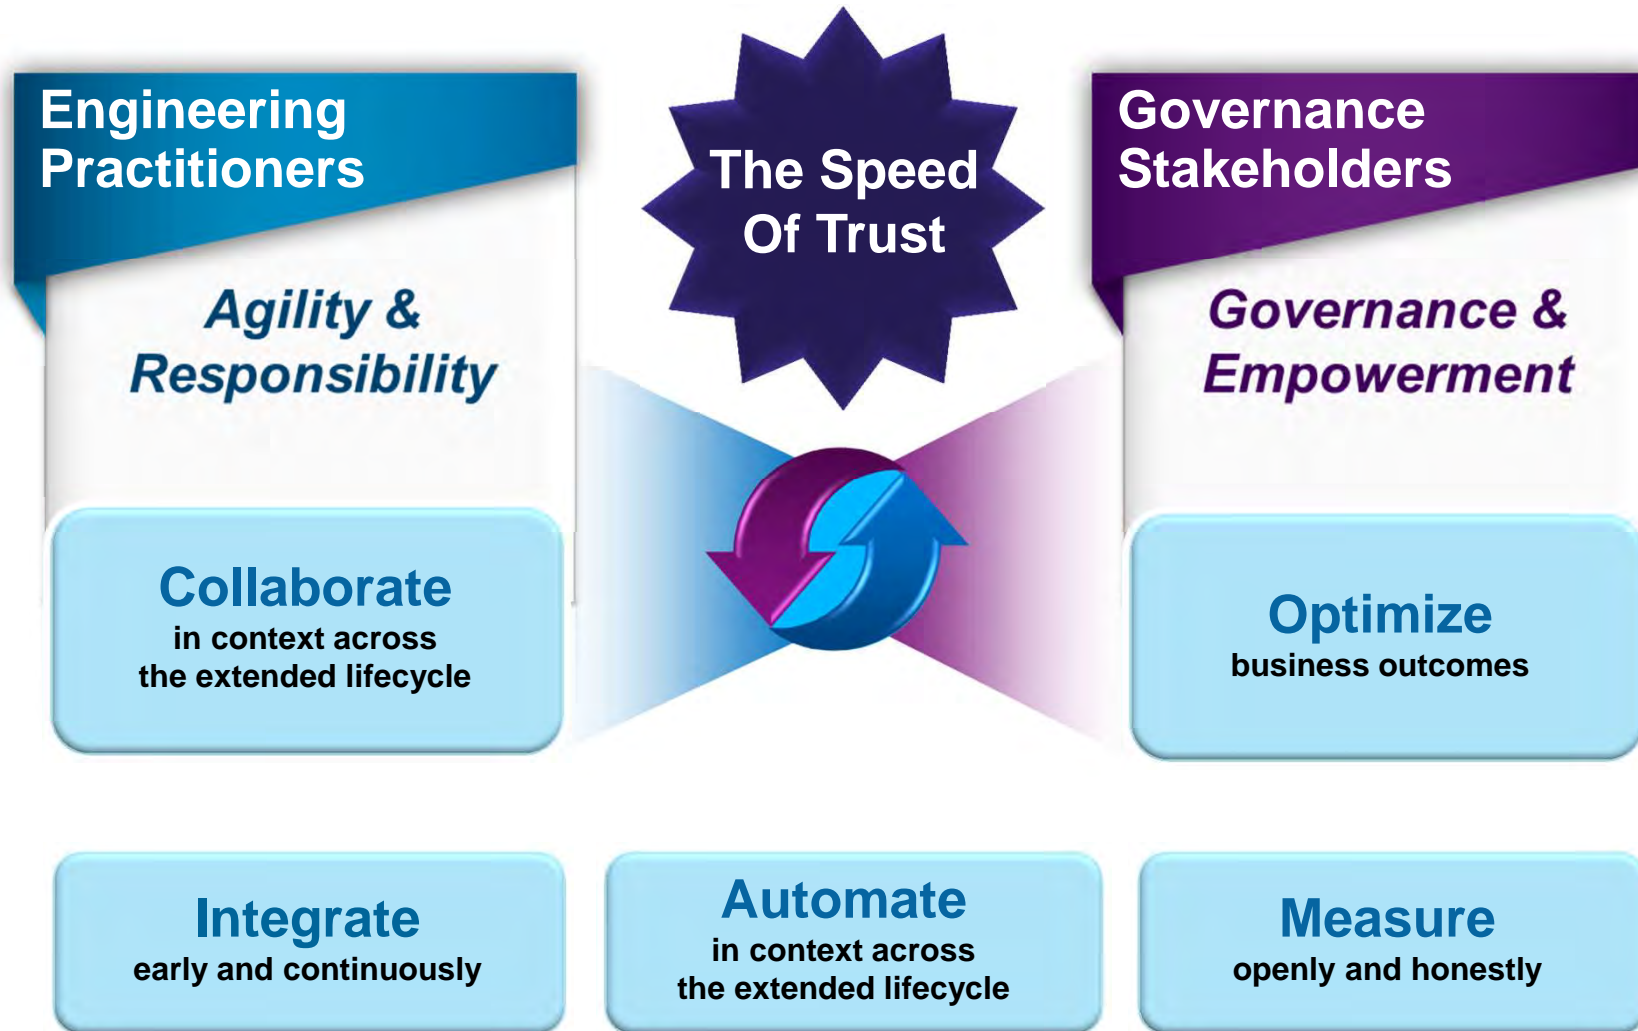 Engineering
Practitioners
Agility &
Responsibility
The Speed
Of Trust
Governance
Stakeholders
Governance &
Empowerment
Collaborate
in context across
the extended lifecycle
Optimize
business outcomes
Integrate
early and continuously
Automate
in context across
the extended lifecycle
Measure
openly and honestly